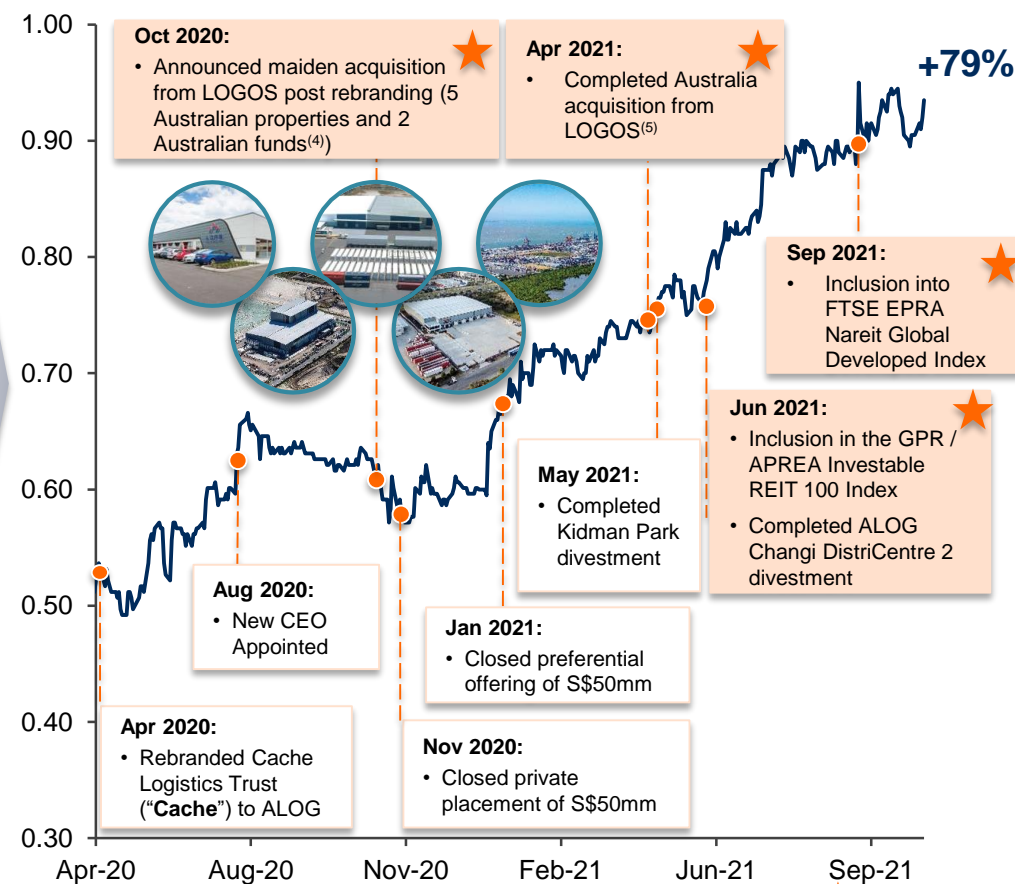 1.00
0.90
0.80
0.70
0.60
0.50
0.40
0.30
Apr-20
Aug-20
Nov-20
Feb-21
Jun-21
Sep-21
+79%
Oct 2020:
• Announced maiden acquisition
from LOGOS post rebranding (5
Australian properties and 2
Australian funds(4))
Apr 2021:
• Completed Australia
acquisition from
LOGOS(5)
Sep 2021:
• Inclusion into
FTSE EPRA
Nareit Global
Developed Index
Jun 2021:
• Inclusion in the GPR /
APREA Investable
REIT 100 Index
• Completed ALOG
Changi DistriCentre 2
divestment
May 2021:
• Completed
Kidman Park
divestment
Aug 2020:
• New CEO
Appointed
Jan 2021:
• Closed preferential
offering of S$50mm
Apr 2020:
• Rebranded Cache
Logistics Trust
(“Cache”) to ALOG
Nov 2020:
• Closed private
placement of S$50mm